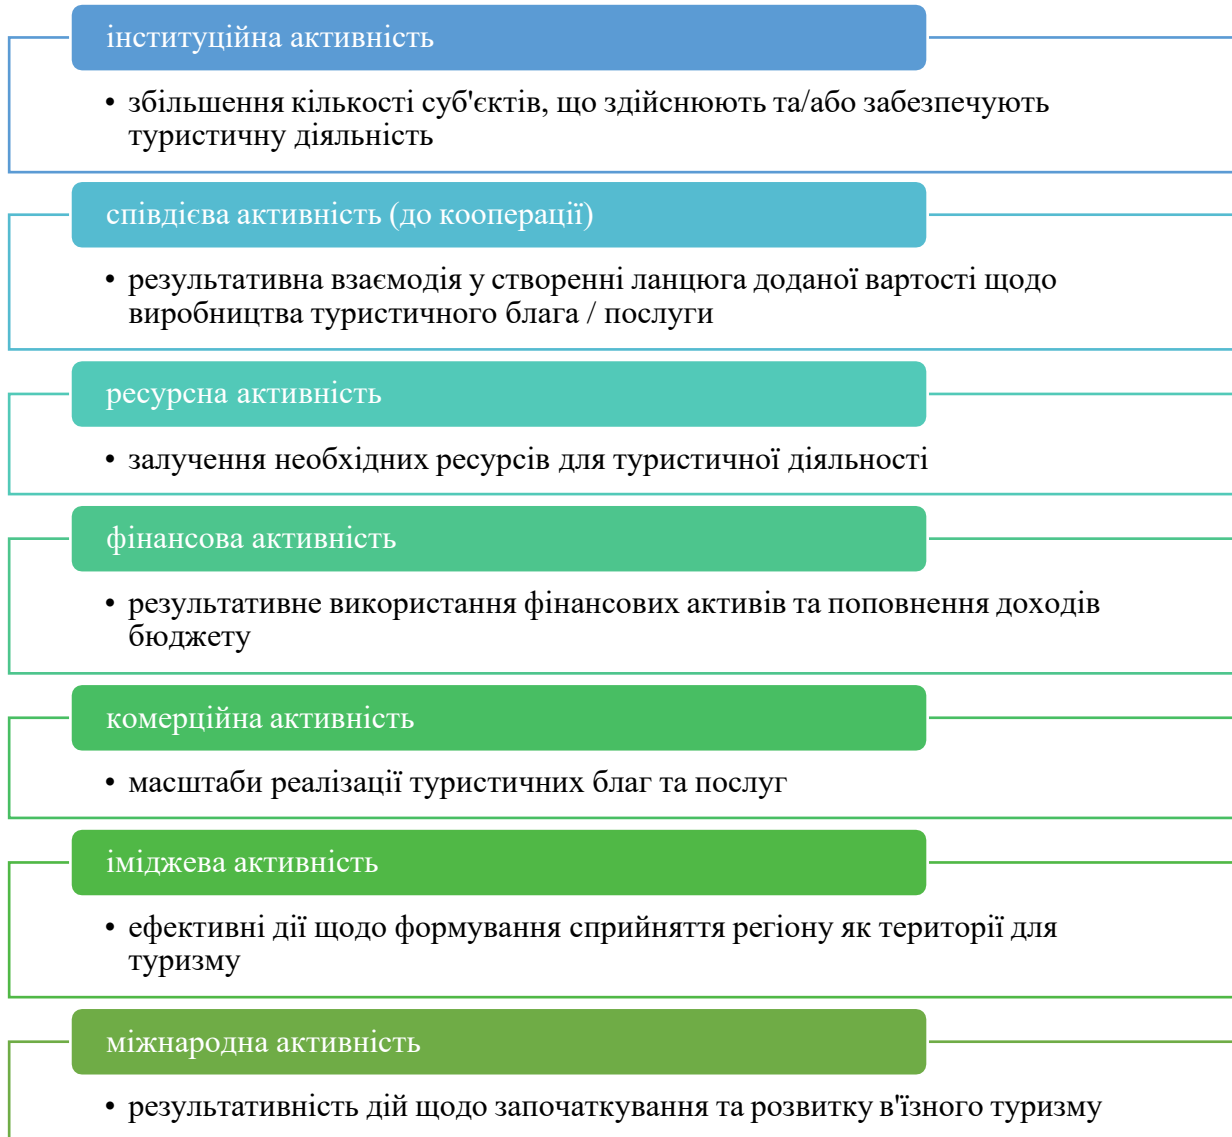 інституційна активність
• збільшення кількості суб'єктів, що здійснюють та/або забезпечують
туристичну діяльність
співдієва активність (до кооперації)
• результативна взаємодія у створенні ланцюга доданої вартості щодо
виробництва туристичного блага / послуги
ресурсна активність
• залучення необхідних ресурсів для туристичної діяльності
фінансова активність
• результативне використання фінансових активів та поповнення доходів
бюджету
комерційна активність
• масштаби реалізації туристичних благ та послуг
іміджева активність
• ефективні дії щодо формування сприйняття регіону як території для
туризму
міжнародна активність
• результативність дій щодо започаткування та розвитку в'їзного туризму